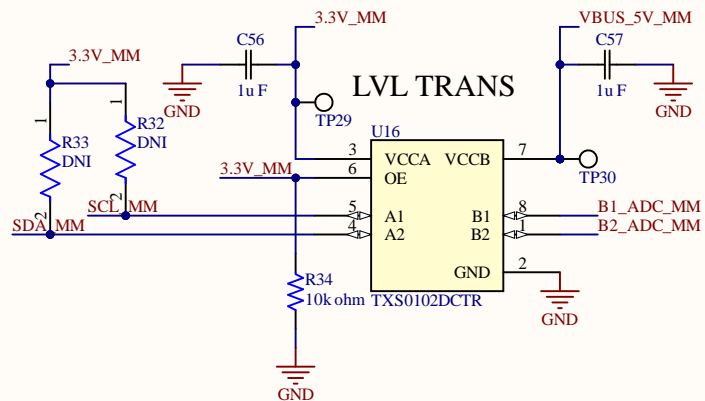 3.3V_MM
VBUS_5V_MM
C56
C57
3.3V_MM
1uF
1uF
GND
GND
LVL TRANS
TP29
1
1
R33
DNI
R32
DNI
U16
3
VCCA
VCCB
7
3.3V_MM
6
OE
TP30
2
2
SCL_MM
5
A1
B1
8
B1_ADC_MM
SDA_MM
4
A2
B2
1
B2_ADC_MM
GND
2
R34
10k ohm
TXS0102DCTR
GND
GND